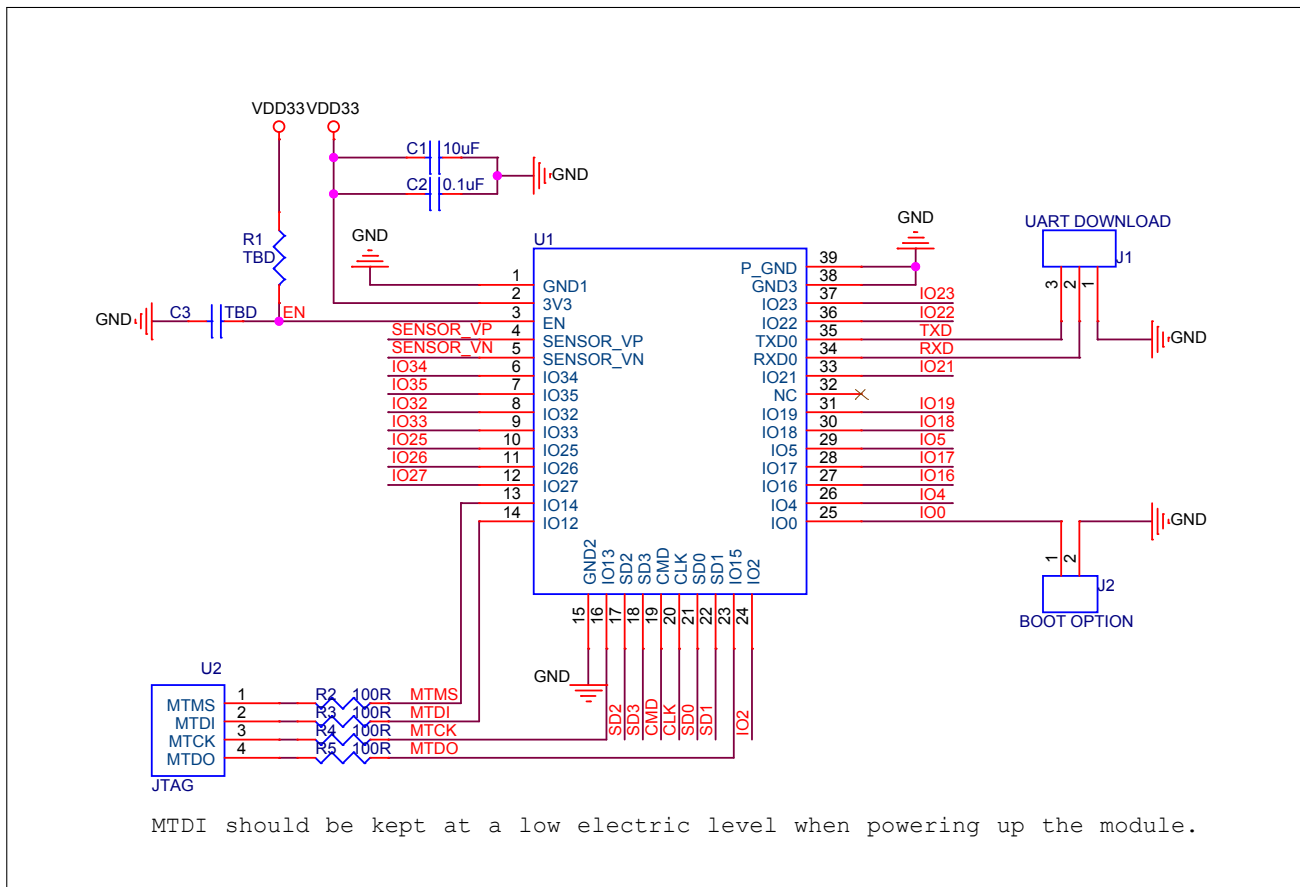 VDD33 VDD33
C1 10uF
C2 0.1uF
GND
R1
TBD
GND
C3 TBD
GND
EN
U1
1 GND1
2 3V3
3 EN
SENSOR_VP 4 SENSOR_VP
SENSOR_VN 5 SENSOR_VN
IO34 6 IO34
IO35 7 IO35
IO32 8 IO32
IO33 9 IO33
IO25 10 IO25
IO26 11 IO26
IO27 12 IO27
13 IO14
14 IO12
P_GND 39
GND3 38
IO23 37 IO23
IO22 36 IO22
TXD0 35 TXD
RXD0 34 RXD
IO21 33 IO21
NC 32
IO19 31 IO19
IO18 30 IO18
IO5 29 IO5
IO17 28 IO17
IO16 27 IO16
IO4 26 IO4
IO0 25 IO0
GND
UART DOWNLOAD
J1
3 2 1
GND
GND
1 2
J2
BOOT OPTION
GND2 IO13 SD2 SD3 CMD CLK SD0 SD1 IO15 IO2
15 16 17 18 19 20 21 22 23 24
GND
SD2 SD3 CMD CLK SD0 SD1 IO2
U2
MTMS 1 R2 100R MTMS
MTDI 2 R3 100R MTDI
MTCK 3 R4 100R MTCK
MTDO 4 R5 100R MTDO
JTAG
MTDI should be kept at a low electric level when powering up the module.